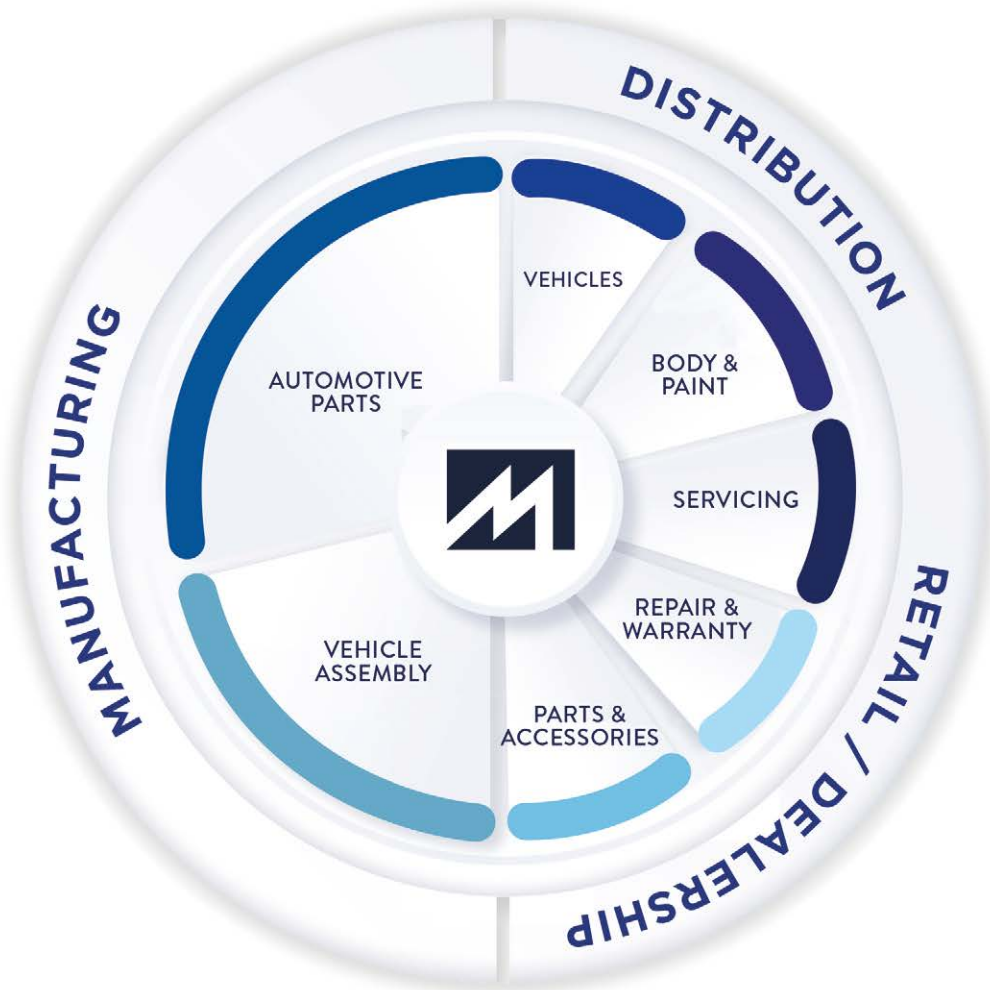 MANUFACTURING
DISTRIBUTION
RETAIL / DEALERSHIP
VEHICLES
BODY &
PAINT
SERVICING
REPAIR &
WARRANTY
PARTS &
ACCESSORIES
VEHICLE
ASSEMBLY
AUTOMOTIVE
PARTS